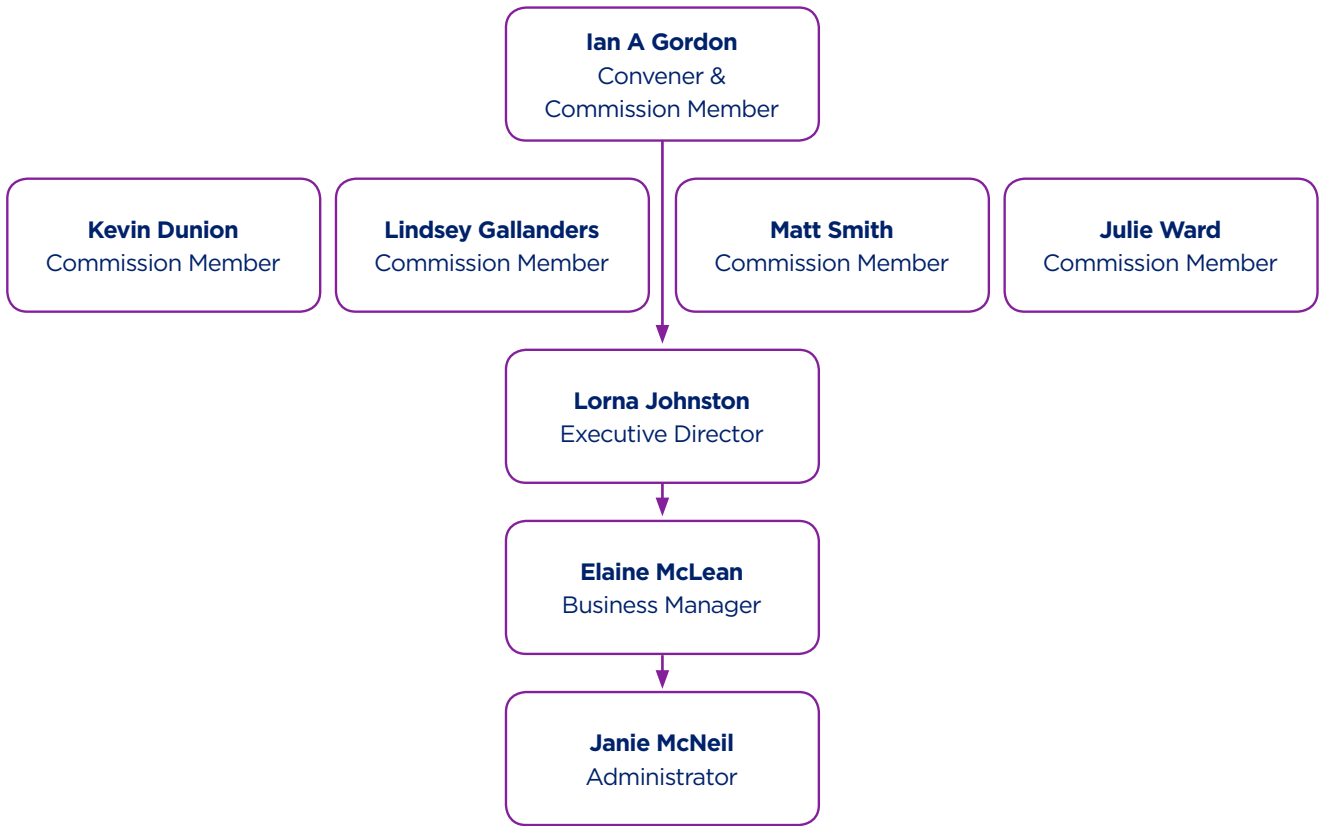 Ian A Gordon
Convener &
Commission Member
Kevin Dunion
Commission Member
Lindsey Gallanders
Commission Member
Matt Smith
Commission Member
Julie Ward
Commission Member
Lorna Johnston
Executive Director
Elaine McLean
Business Manager
Janie McNeil
Administrator